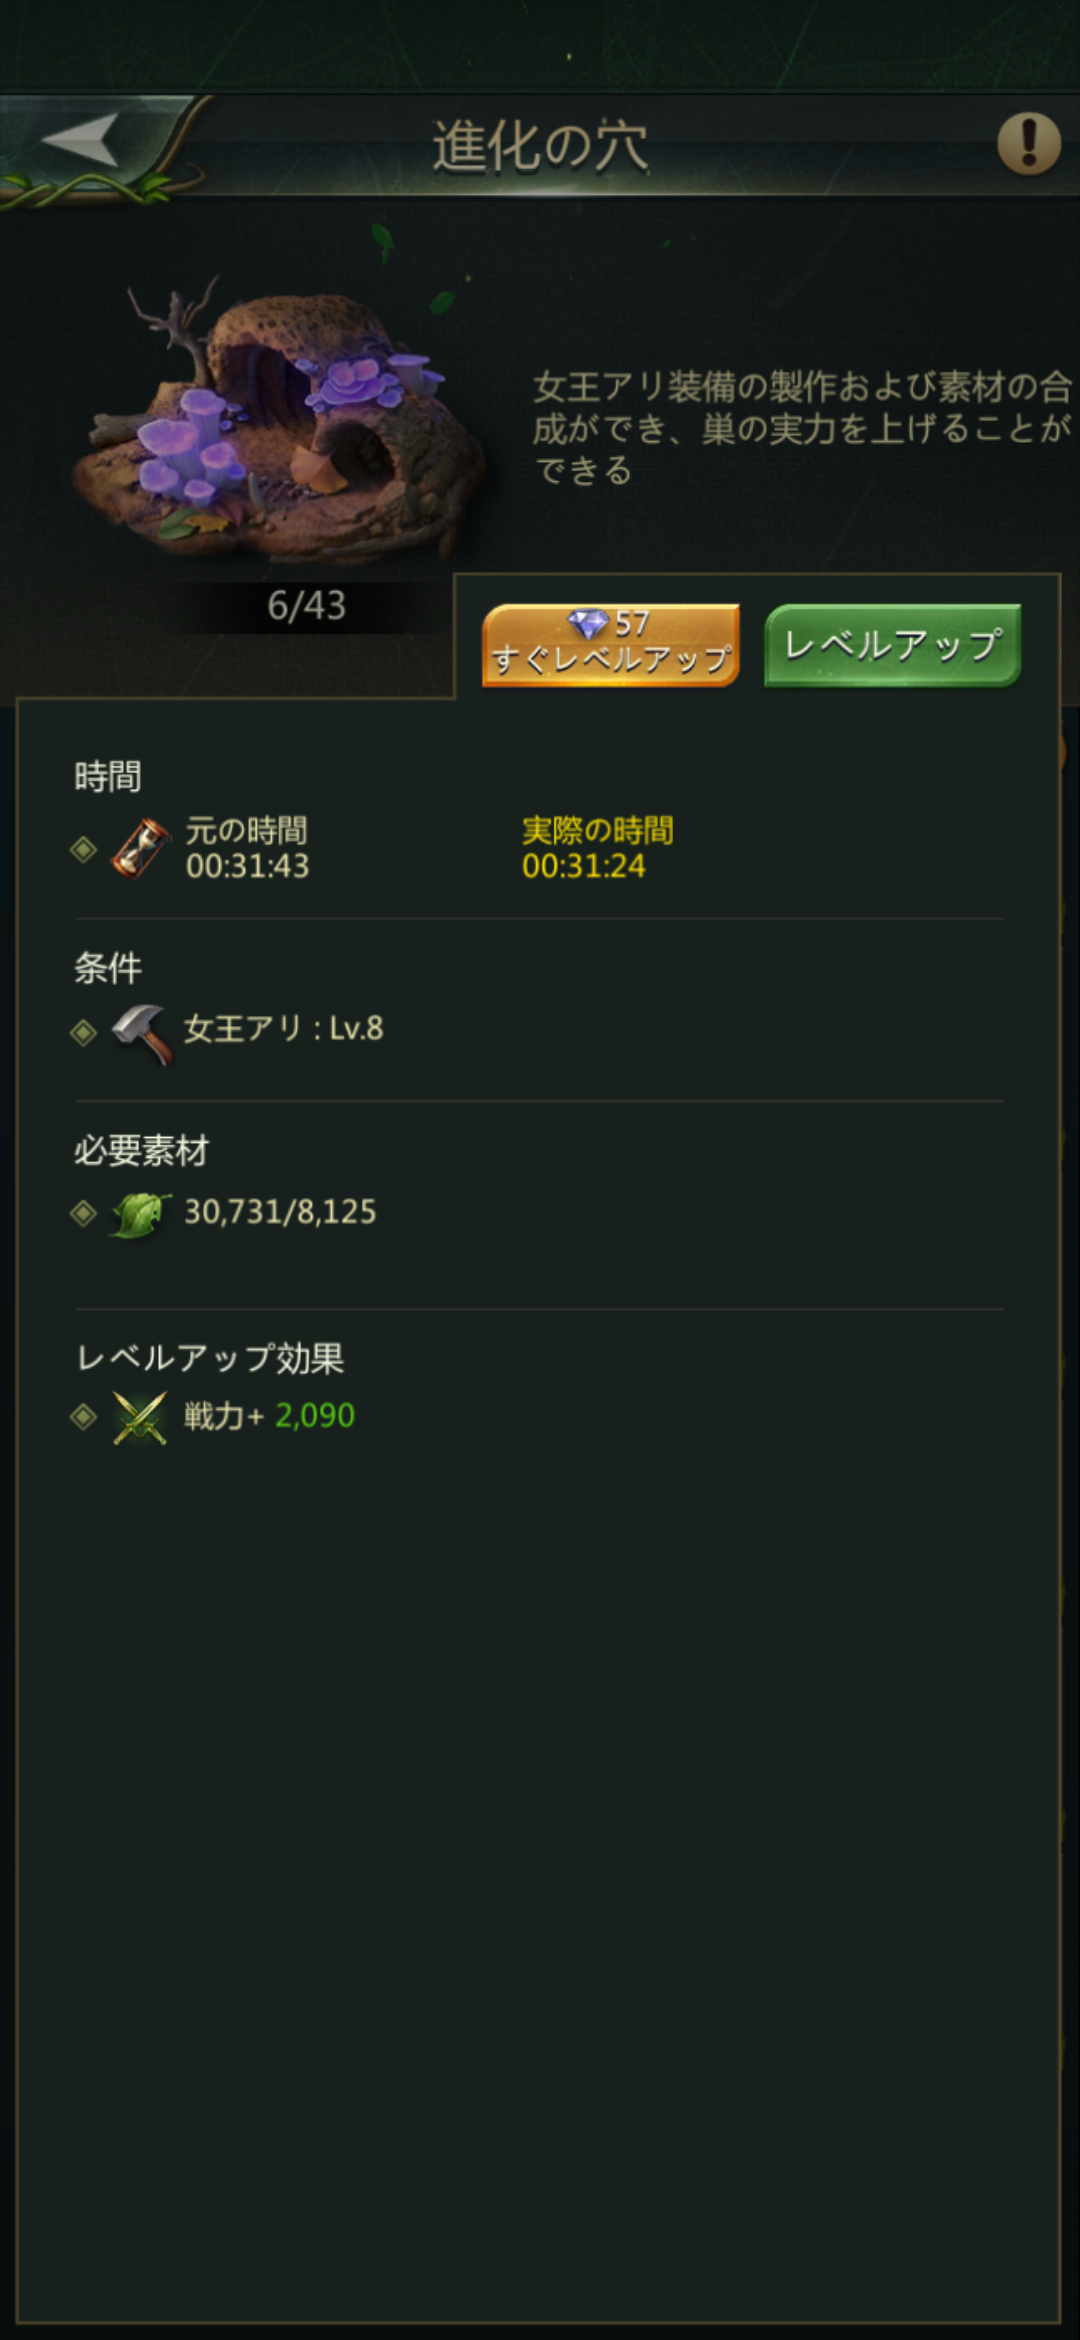 進化の穴
女王アリ装備の製作および素材の合
成ができ、巣の実力を上げることが
できる
6/43
57
すぐレベルアップ
レベルアップ
時間
元の時間
実際の時間
00:31:43
00:31:24
条件
女王アリ : Lv.8
必要素材
30,731/8,125
レベルアップ効果
戦力+ 2,090